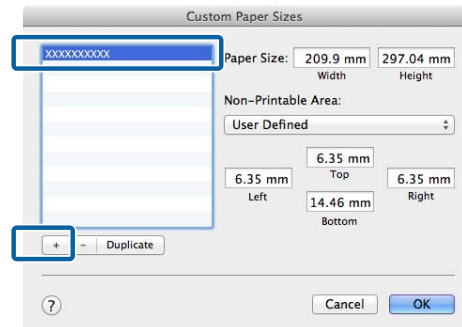 Custom Paper Sizes
XXXXXXXXXX
Paper Size: 209.9 mm 297.04 mm
Width Height
Non-Printable Area:
User Defined
6.35 mm
Top
6.35 mm 6.35 mm
Left Right
14.46 mm
Bottom
+ - Duplicate
? Cancel OK